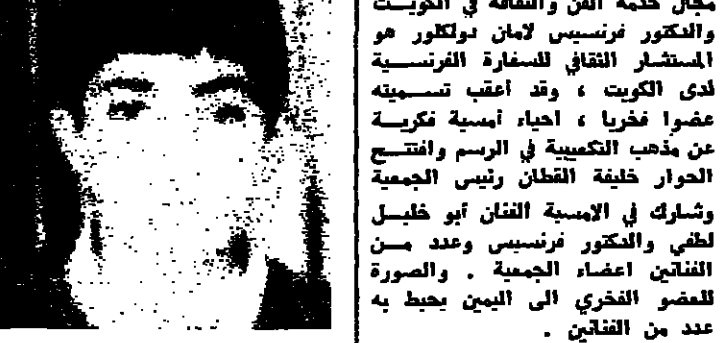 مجال خدمة الفن والثقافة في الكويت
والدكتور فرنسيس لامان دولكلور هو
المستشار الثقافي للسفارة الفرنسية
لدى الكويت ، وقد أعقب تسميته
عضوا فخريا ، احياء أمسية فكرية
عن مذهب التكعيبية في الرسم وافتتح
الحوار خليفة القطان رئيس الجمعية
وشارك في الامسية الفنان أبو خليل
لطفي والدكتور فرنسيس وعدد من
الفنانين اعضاء الجمعية . والصورة
للعضو الفخري الى اليمين يحيط به
عدد من الفنانين .